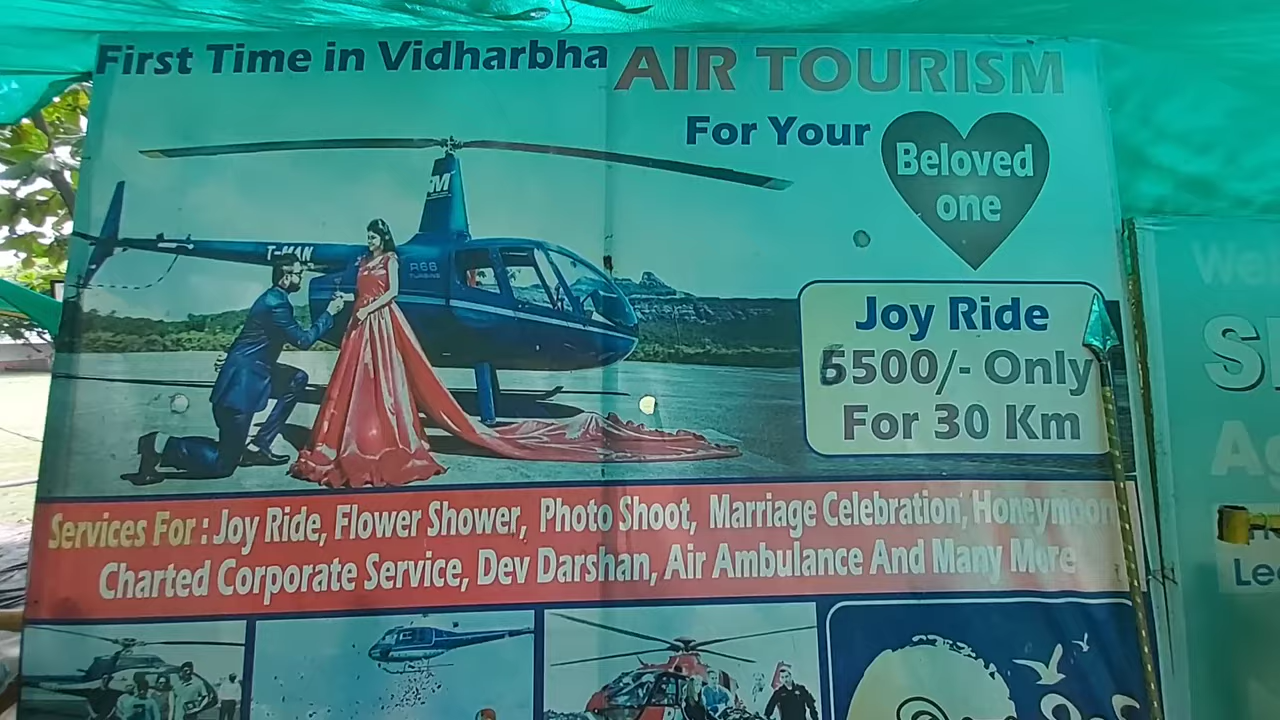 First Time in Vidharbha AIR TOURISM
For Your Beloved one
Joy Ride
5500/- Only
For 30 Km
T-MAN
R66
TURBINE
Services For : Joy Ride, Flower Shower, Photo Shoot, Marriage Celebration, Honeymoon
Charted Corporate Service, Dev Darshan, Air Ambulance And Many More